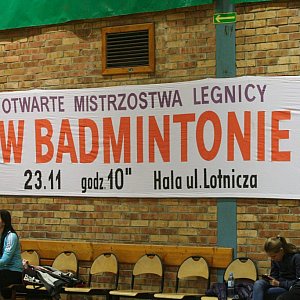 OTWARTE MISTRZOSTWA LEGNICY
W BADMINTONIE
23.11 godz. 10" Hala ul. Lotnicza